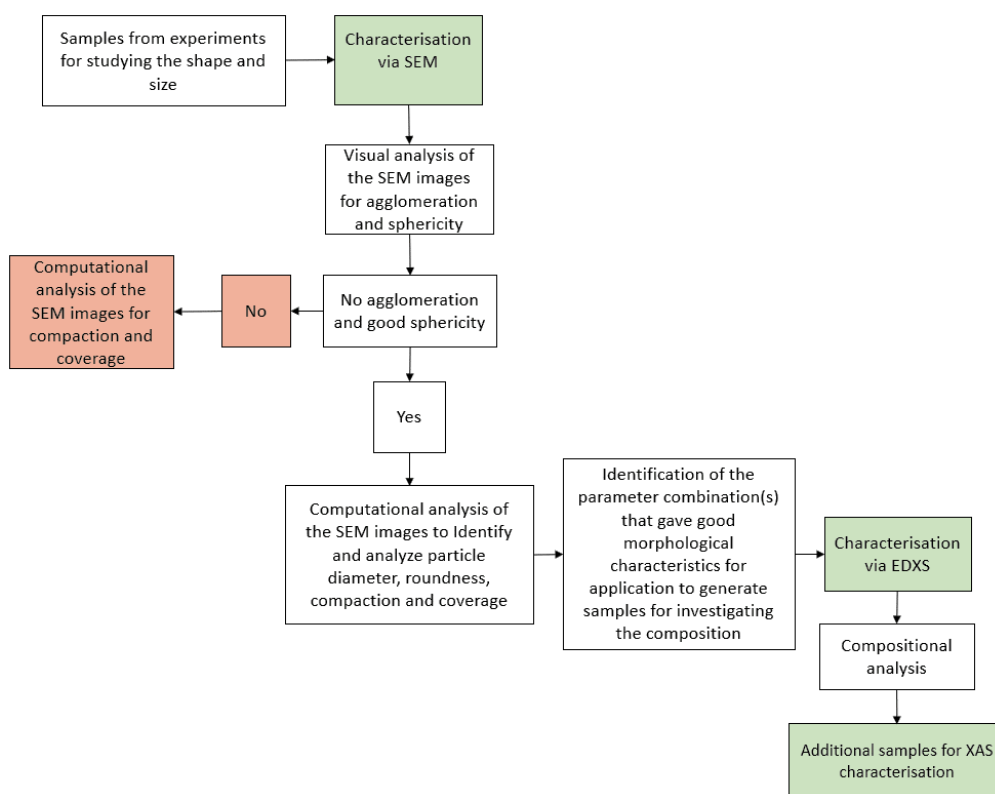 Samples from experiments
for studying the shape and
size
Characterisation
via SEM
Visual analysis of
the SEM images
for agglomeration
and sphericity
No agglomeration
and good sphericity
No
Computational
analysis of the
SEM images for
compaction and
coverage
Yes
Computational analysis of
the SEM images to Identify
and analyze particle
diameter, roundness,
compaction and coverage
Identification of the
parameter combination(s)
that gave good
morphological
characteristics for
application to generate
samples for investigating
the composition
Characterisation
via EDXS
Compositional
analysis
Additional samples for XAS
characterisation